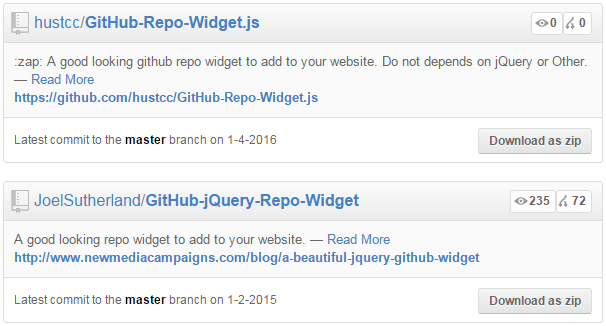 hustcc/GitHub-Repo-Widget.js 0 0
:zap: A good looking github repo widget to add to your website. Do not depends on jQuery or Other.
— Read More
https://github.com/hustcc/GitHub-Repo-Widget.js
Latest commit to the master branch on 1-4-2016 Download as zip
JoelSutherland/GitHub-jQuery-Repo-Widget 235 72
A good looking repo widget to add to your website. — Read More
http://www.newmediacampaigns.com/blog/a-beautiful-jquery-github-widget
Latest commit to the master branch on 1-2-2015 Download as zip